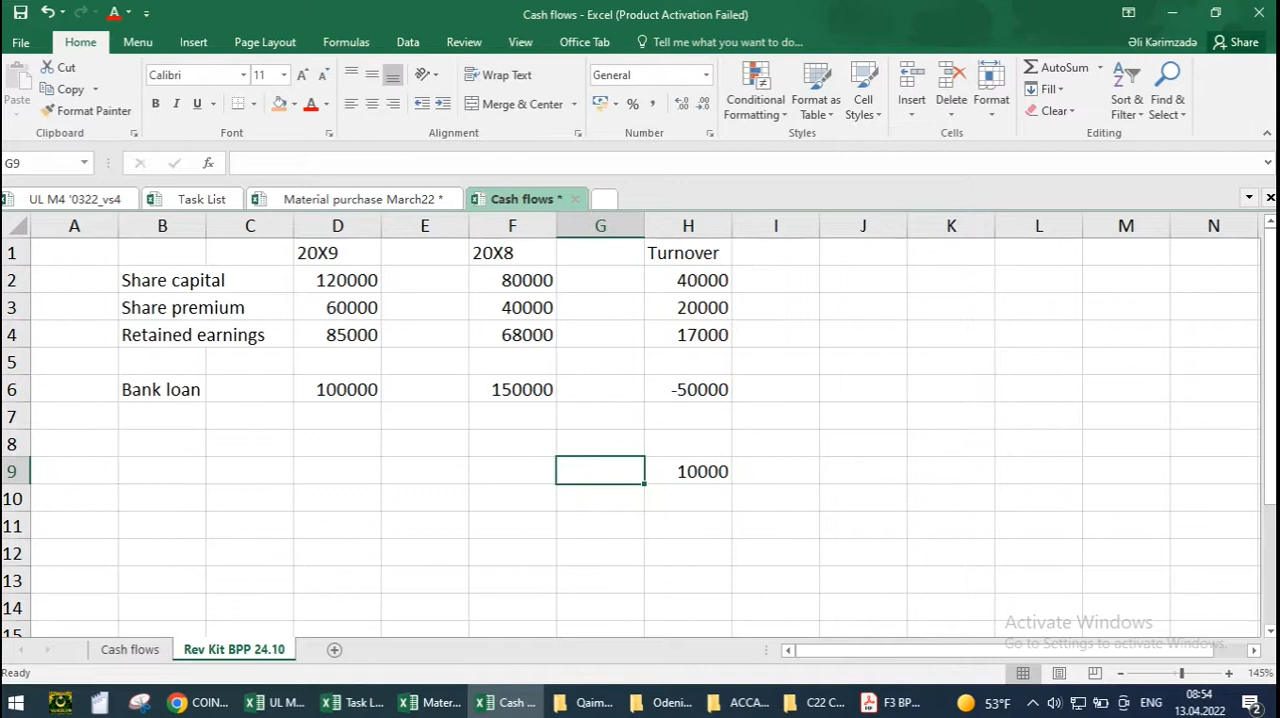 Cash flows - Excel (Product Activation Failed)
File Home Menu Insert Page Layout Formulas Data Review View Office Tab Tell me what you want to do... Əli Kərimzadə Share
Cut
Copy
Format Painter
Paste
Clipboard
Calibri 11
B I U
Font
Wrap Text
Merge & Center
Alignment
General
%
Number
Conditional Formatting
Format as Table
Cell Styles
Styles
Insert Delete Format
Cells
AutoSum
Fill
Clear
Sort & Filter
Find & Select
Editing
G9 fx
UL M4 '0322_vs4 Task List Material purchase March22 * Cash flows *
A B C D E F G H I J K L M N
1 20X9 20X8 Turnover
2 Share capital 120000 80000 40000
3 Share premium 60000 40000 20000
4 Retained earnings 85000 68000 17000
5
6 Bank loan 100000 150000 -50000
7
8
9 10000
10
11
12
13
14
15
Activate Windows
Go to Settings to activate Windows.
Cash flows Rev Kit BPP 24.10
Ready 145%
COIN... UL M... Task L... Mater... Cash ... Qaim... Odeni... ACCA... C22 C... F3 BP... 53°F ENG 08:54
13.04.2022
2